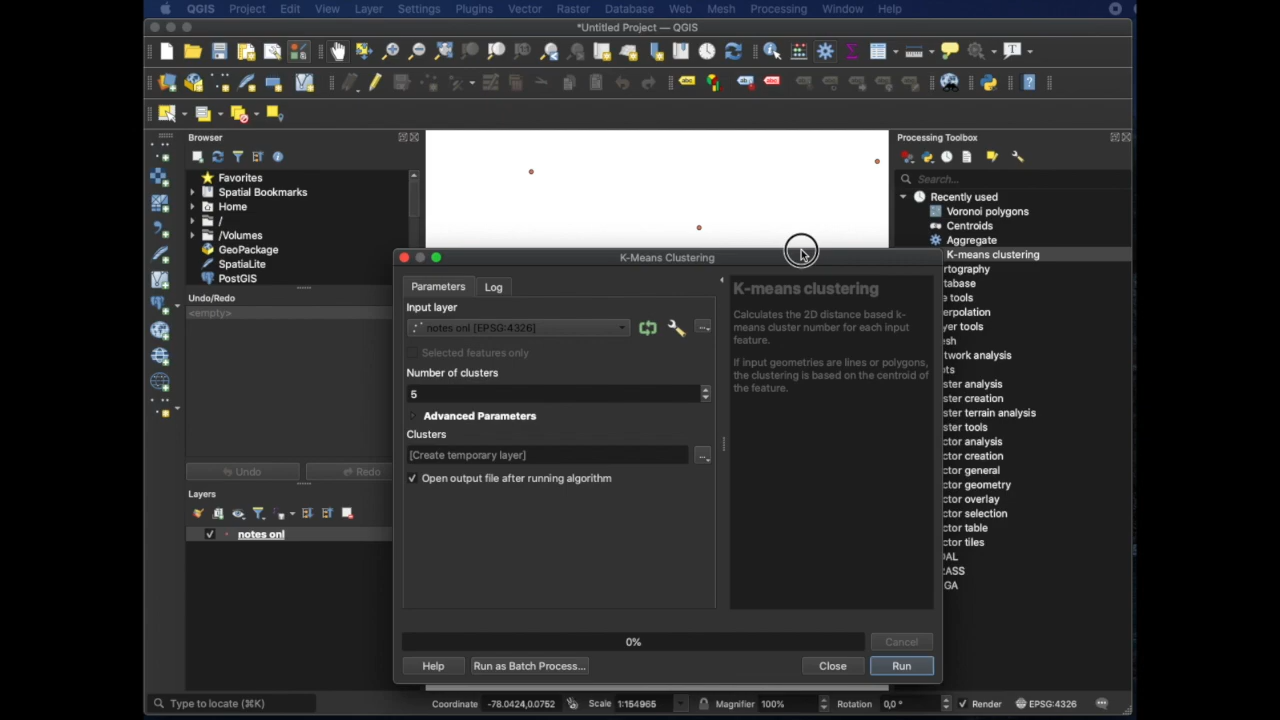 QGIS Project Edit View Layer Settings Plugins Vector Raster Database Web Mesh Processing Window Help
*Untitled Project — QGIS
Browser
Favorites
Spatial Bookmarks
Home
/
/Volumes
GeoPackage
SpatiaLite
PostGIS
Undo/Redo
<empty>
Undo Redo
Layers
notes onl
Processing Toolbox
Search...
Recently used
Voronoi polygons
Centroids
Aggregate
K-means clustering
rtography
tabase
e tools
erpolation
yer tools
sh
twork analysis
ts
ster analysis
ster creation
ster terrain analysis
ster tools
ctor analysis
ctor creation
ctor general
ctor geometry
ctor overlay
ctor selection
ctor table
ctor tiles
DAL
RASS
GA
K-Means Clustering
Parameters Log
Input layer
notes onl [EPSG:4326]
Selected features only
Number of clusters
5
Advanced Parameters
Clusters
[Create temporary layer]
Open output file after running algorithm
K-means clustering
Calculates the 2D distance based k-
means cluster number for each input
feature.
If input geometries are lines or polygons,
the clustering is based on the centroid of
the feature.
0%
Cancel
Help Run as Batch Process... Close Run
Type to locate (⌘K) Coordinate -78.0424,0.0752 Scale 1:154965 Magnifier 100% Rotation 0,0 ° Render EPSG:4326